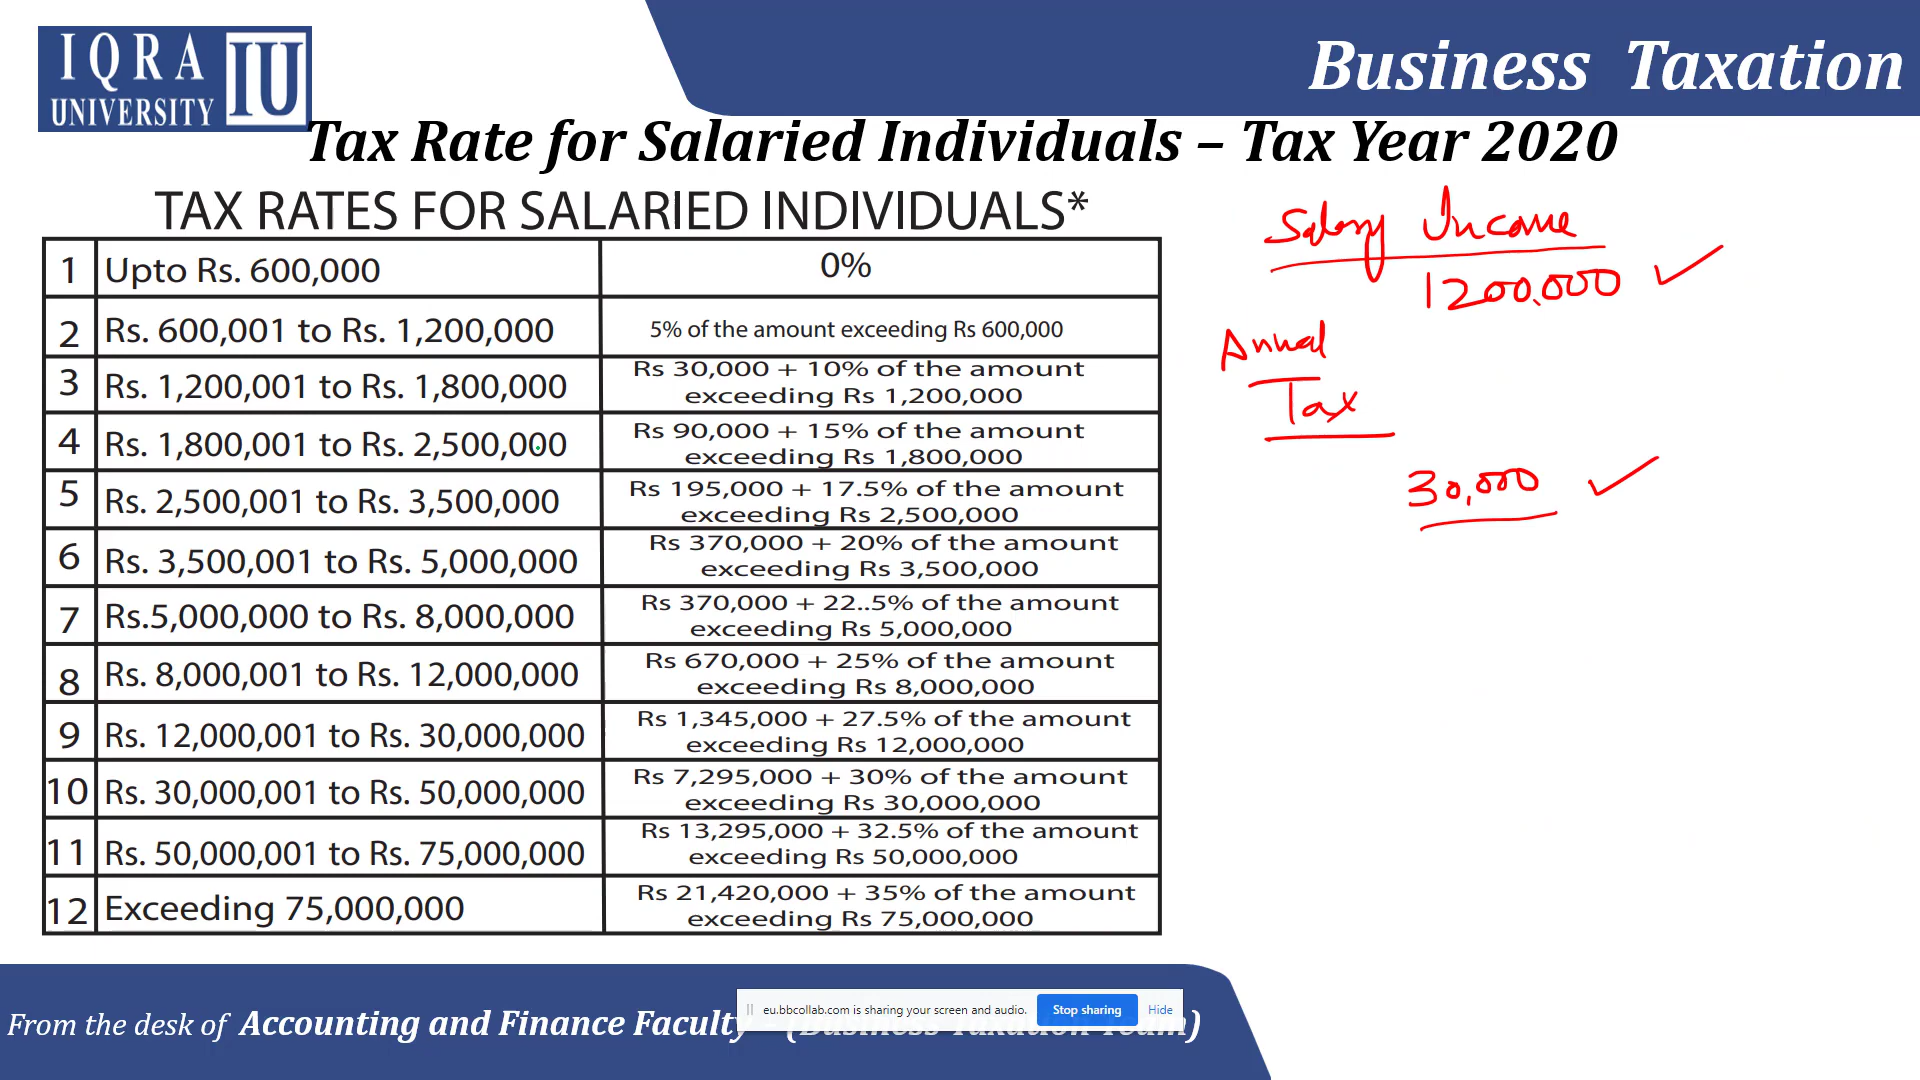 IQRA
UNIVERSITY
IU
Business Taxation
Tax Rate for Salaried Individuals – Tax Year 2020
TAX RATES FOR SALARIED INDIVIDUALS*
1 Upto Rs. 600,000 0%
2 Rs. 600,001 to Rs. 1,200,000 5% of the amount exceeding Rs 600,000
3 Rs. 1,200,001 to Rs. 1,800,000 Rs 30,000 + 10% of the amount
exceeding Rs 1,200,000
4 Rs. 1,800,001 to Rs. 2,500,000 Rs 90,000 + 15% of the amount
exceeding Rs 1,800,000
5 Rs. 2,500,001 to Rs. 3,500,000 Rs 195,000 + 17.5% of the amount
exceeding Rs 2,500,000
6 Rs. 3,500,001 to Rs. 5,000,000 Rs 370,000 + 20% of the amount
exceeding Rs 3,500,000
7 Rs.5,000,000 to Rs. 8,000,000 Rs 370,000 + 22..5% of the amount
exceeding Rs 5,000,000
8 Rs. 8,000,001 to Rs. 12,000,000 Rs 670,000 + 25% of the amount
exceeding Rs 8,000,000
9 Rs. 12,000,001 to Rs. 30,000,000 Rs 1,345,000 + 27.5% of the amount
exceeding Rs 12,000,000
10 Rs. 30,000,001 to Rs. 50,000,000 Rs 7,295,000 + 30% of the amount
exceeding Rs 30,000,000
11 Rs. 50,000,001 to Rs. 75,000,000 Rs 13,295,000 + 32.5% of the amount
exceeding Rs 50,000,000
12 Exceeding 75,000,000 Rs 21,420,000 + 35% of the amount
exceeding Rs 75,000,000
Salary Income
1200,000 ✓
Annual
Tax
30,000 ✓
From the desk of Accounting and Finance Faculty (Business Taxation Team)
eu.bbcollab.com is sharing your screen and audio. Stop sharing Hide